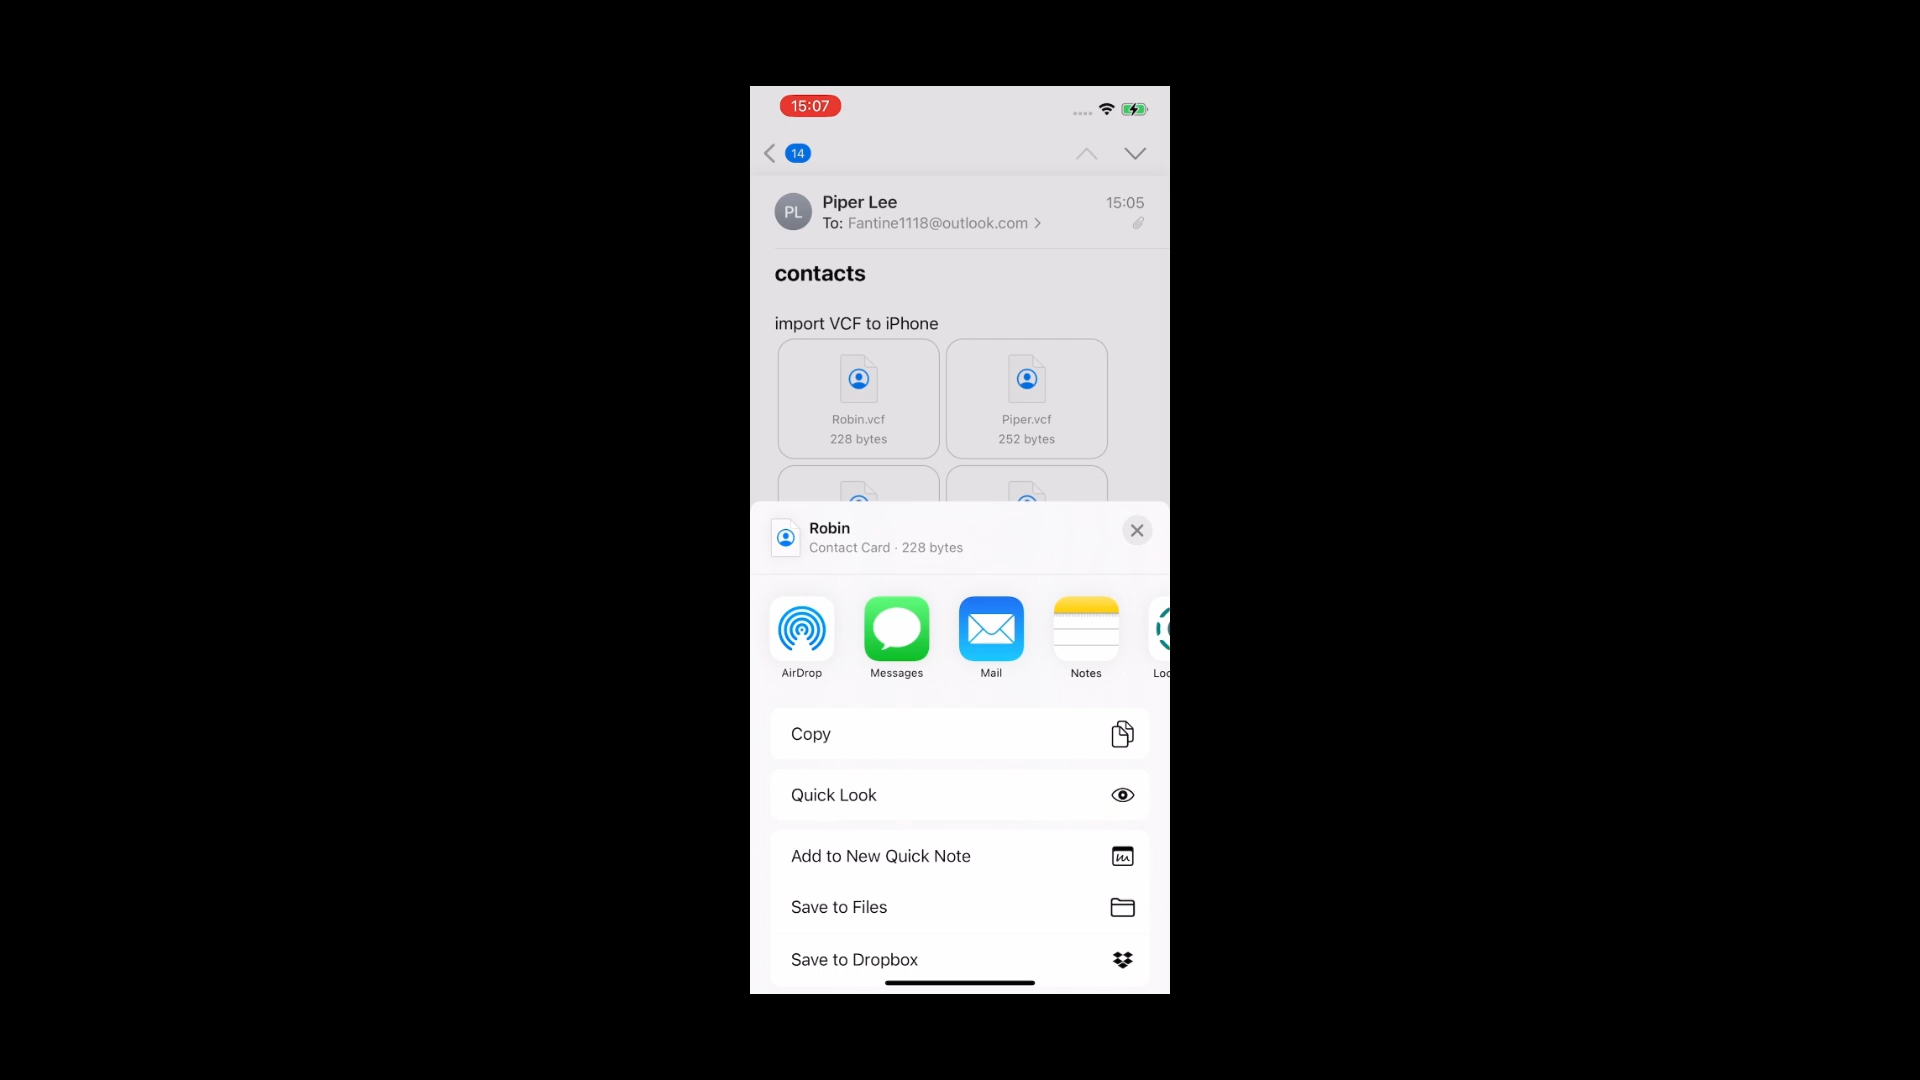 15:07
14
PL
Piper Lee
15:05
To: Fantine1118@outlook.com
contacts
import VCF to iPhone
Robin.vcf
Piper.vcf
228 bytes
252 bytes
Robin
Contact Card · 228 bytes
AirDrop
Messages
Mail
Notes
Loc
Copy
Quick Look
Add to New Quick Note
Save to Files
Save to Dropbox